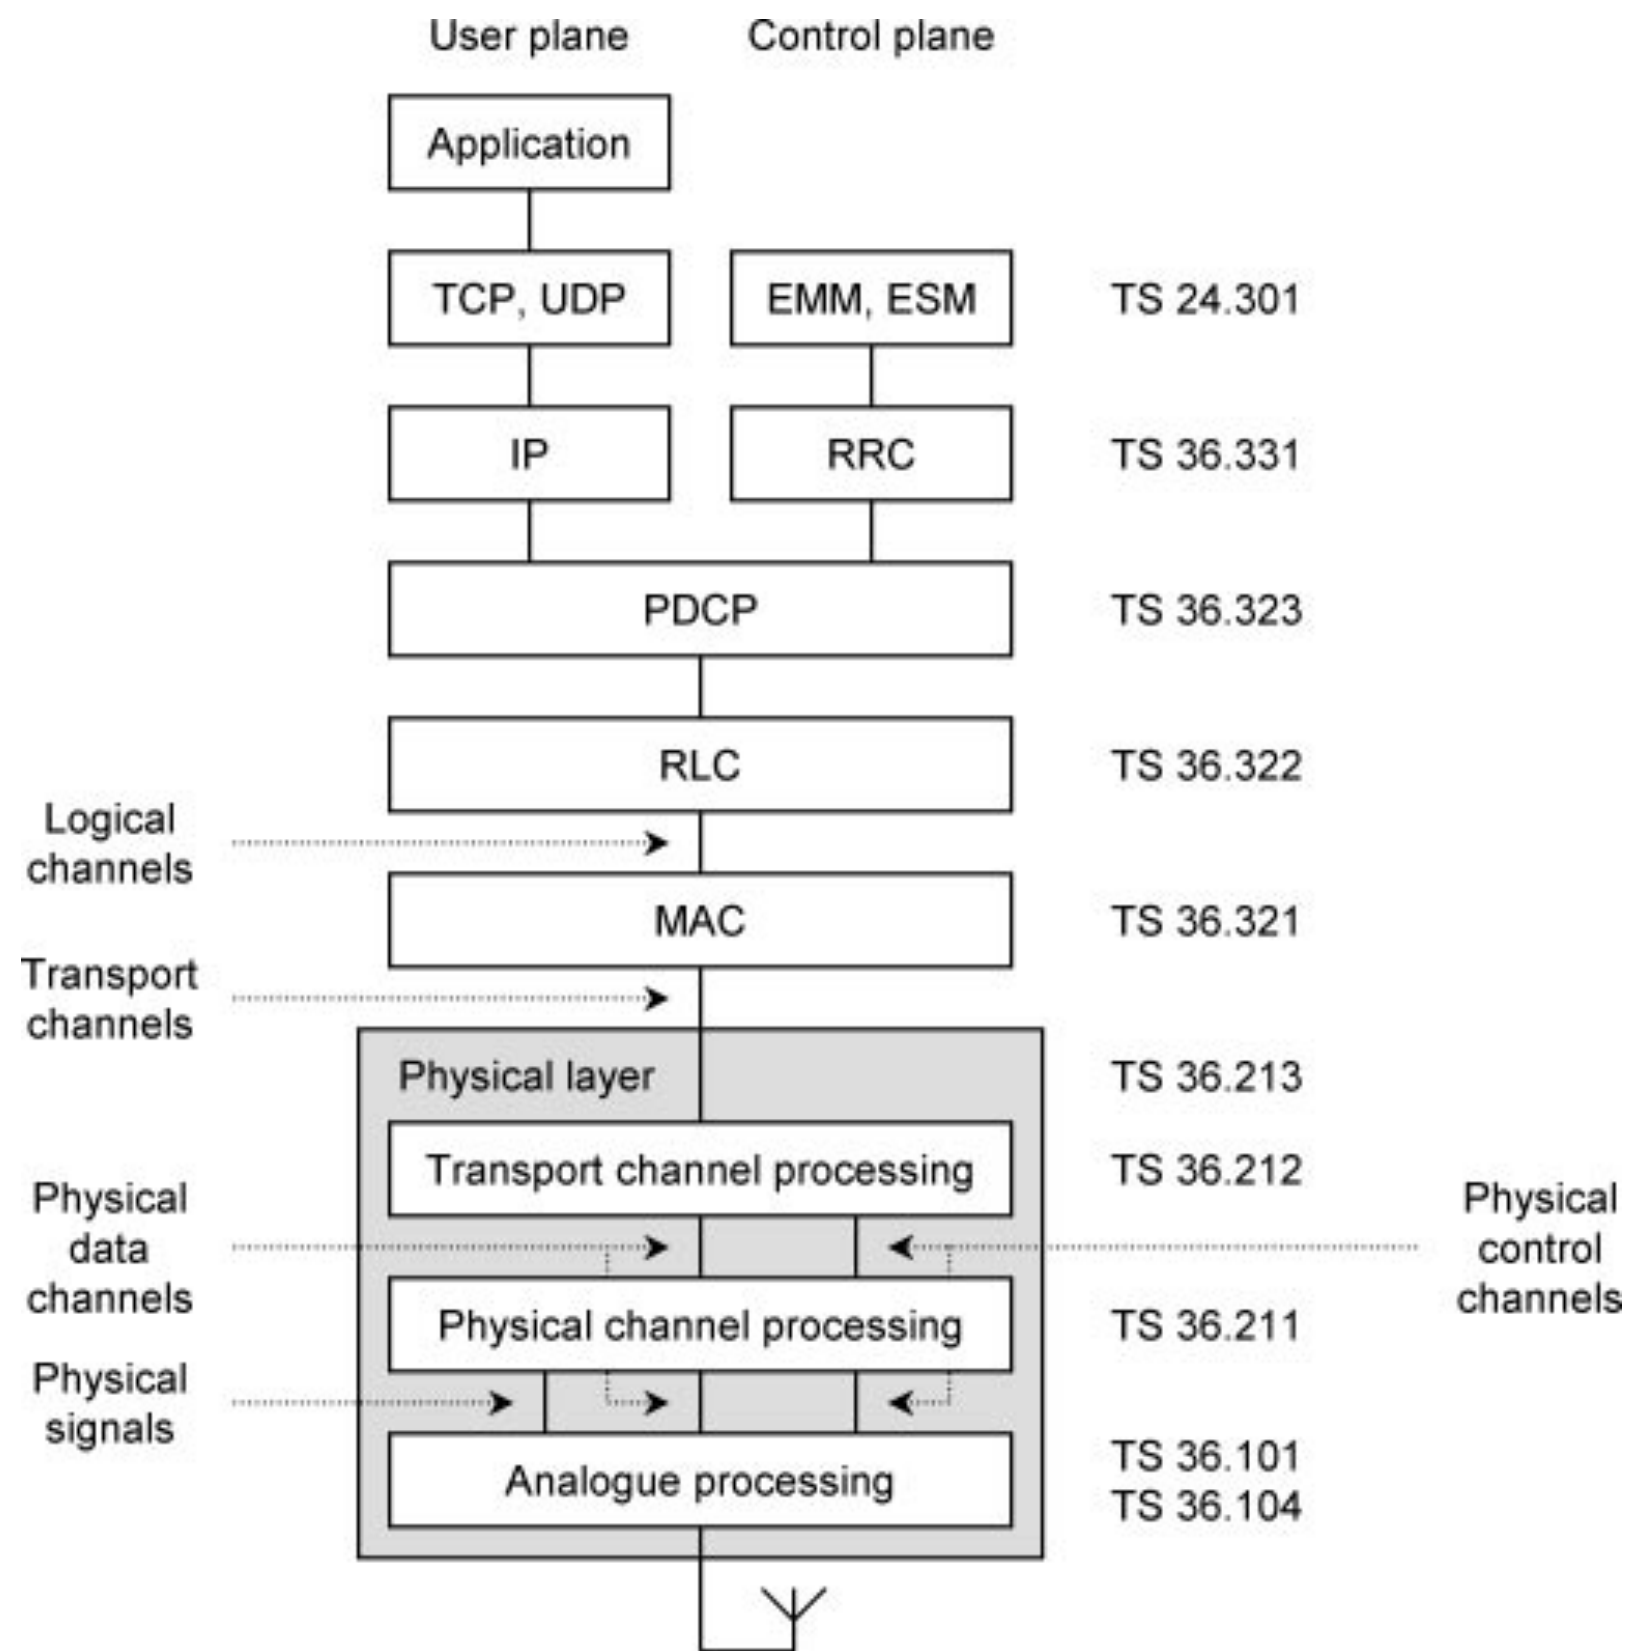 User plane
Control plane
Application
TCP, UDP
EMM, ESM
TS 24.301
IP
RRC
TS 36.331
PDCP
TS 36.323
RLC
TS 36.322
Logical
channels
MAC
TS 36.321
Transport
channels
Physical layer
TS 36.213
Transport channel processing
TS 36.212
Physical
data
channels
Physical
control
channels
Physical channel processing
TS 36.211
Physical
signals
Analogue processing
TS 36.101
TS 36.104